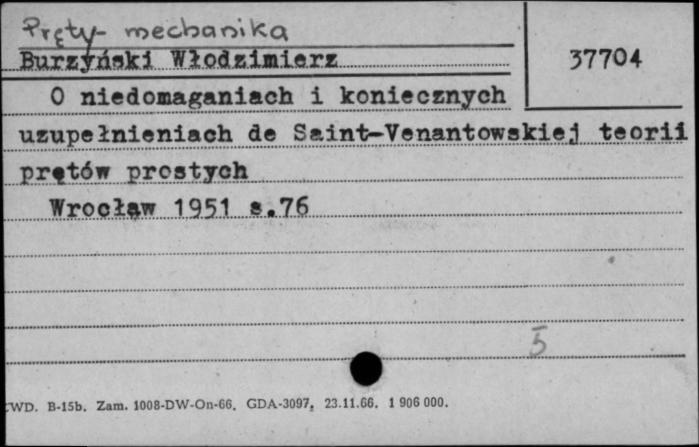 Pręty - mechanika
Burzyński Włodzimierz
37704
O niedomaganiach i koniecznych
uzupełnieniach de Saint-Venantowskiej teorii
prętów prostych
Wrocław 1951 s.76
5
CWD. B-15b. Zam. 1008-DW-On-66. GDA-3097, 23.11.66. 1 906 000.